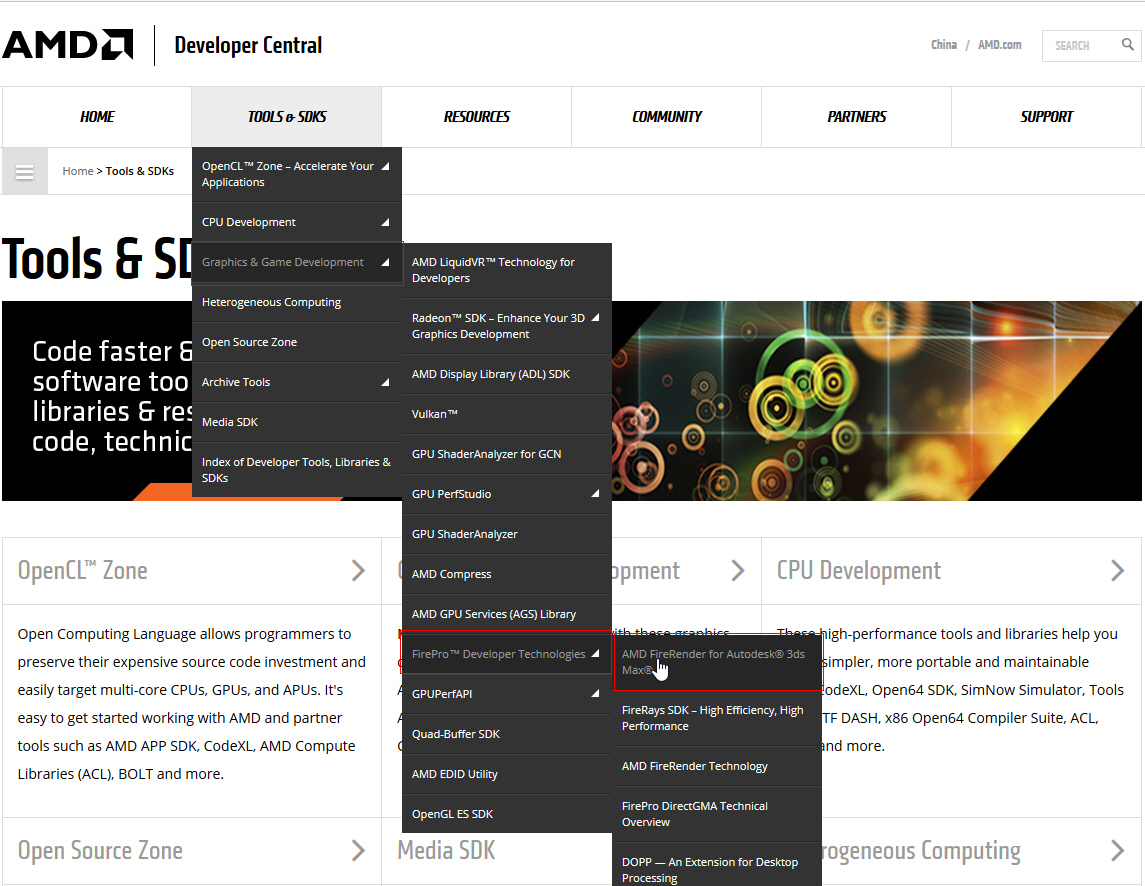 AMD
Developer Central
China / AMD.com
SEARCH
HOME
TOOLS & SDKS
RESOURCES
COMMUNITY
PARTNERS
SUPPORT
Home > Tools & SDKs
OpenCL™ Zone – Accelerate Your
Applications
CPU Development
Graphics & Game Development
Heterogeneous Computing
Open Source Zone
Archive Tools
Media SDK
Index of Developer Tools, Libraries &
SDKs
AMD LiquidVR™ Technology for
Developers
Radeon™ SDK – Enhance Your 3D
Graphics Development
AMD Display Library (ADL) SDK
Vulkan™
GPU ShaderAnalyzer for GCN
GPU PerfStudio
GPU ShaderAnalyzer
AMD Compress
AMD GPU Services (AGS) Library
FirePro™ Developer Technologies
GPUPerfAPI
Quad-Buffer SDK
AMD EDID Utility
OpenGL ES SDK
AMD FireRender for Autodesk® 3ds
Max®
FireRays SDK – High Efficiency, High
Performance
AMD FireRender Technology
FirePro DirectGMA Technical
Overview
DOPP — An Extension for Desktop
Processing
Tools & SD
Code faster &
software too
libraries & res
code, technic
OpenCL™ Zone
Open Computing Language allows programmers to
preserve their expensive source code investment and
easily target multi-core CPUs, GPUs, and APUs. It's
easy to get started working with AMD and partner
tools such as AMD APP SDK, CodeXL, AMD Compute
Libraries (ACL), BOLT and more.
opment
with these graphics
CPU Development
These high-performance tools and libraries help you
simpler, more portable and maintainable
odeXL, Open64 SDK, SimNow Simulator, Tools
TF DASH, x86 Open64 Compiler Suite, ACL,
and more.
Open Source Zone
Media SDK
rogeneous Computing